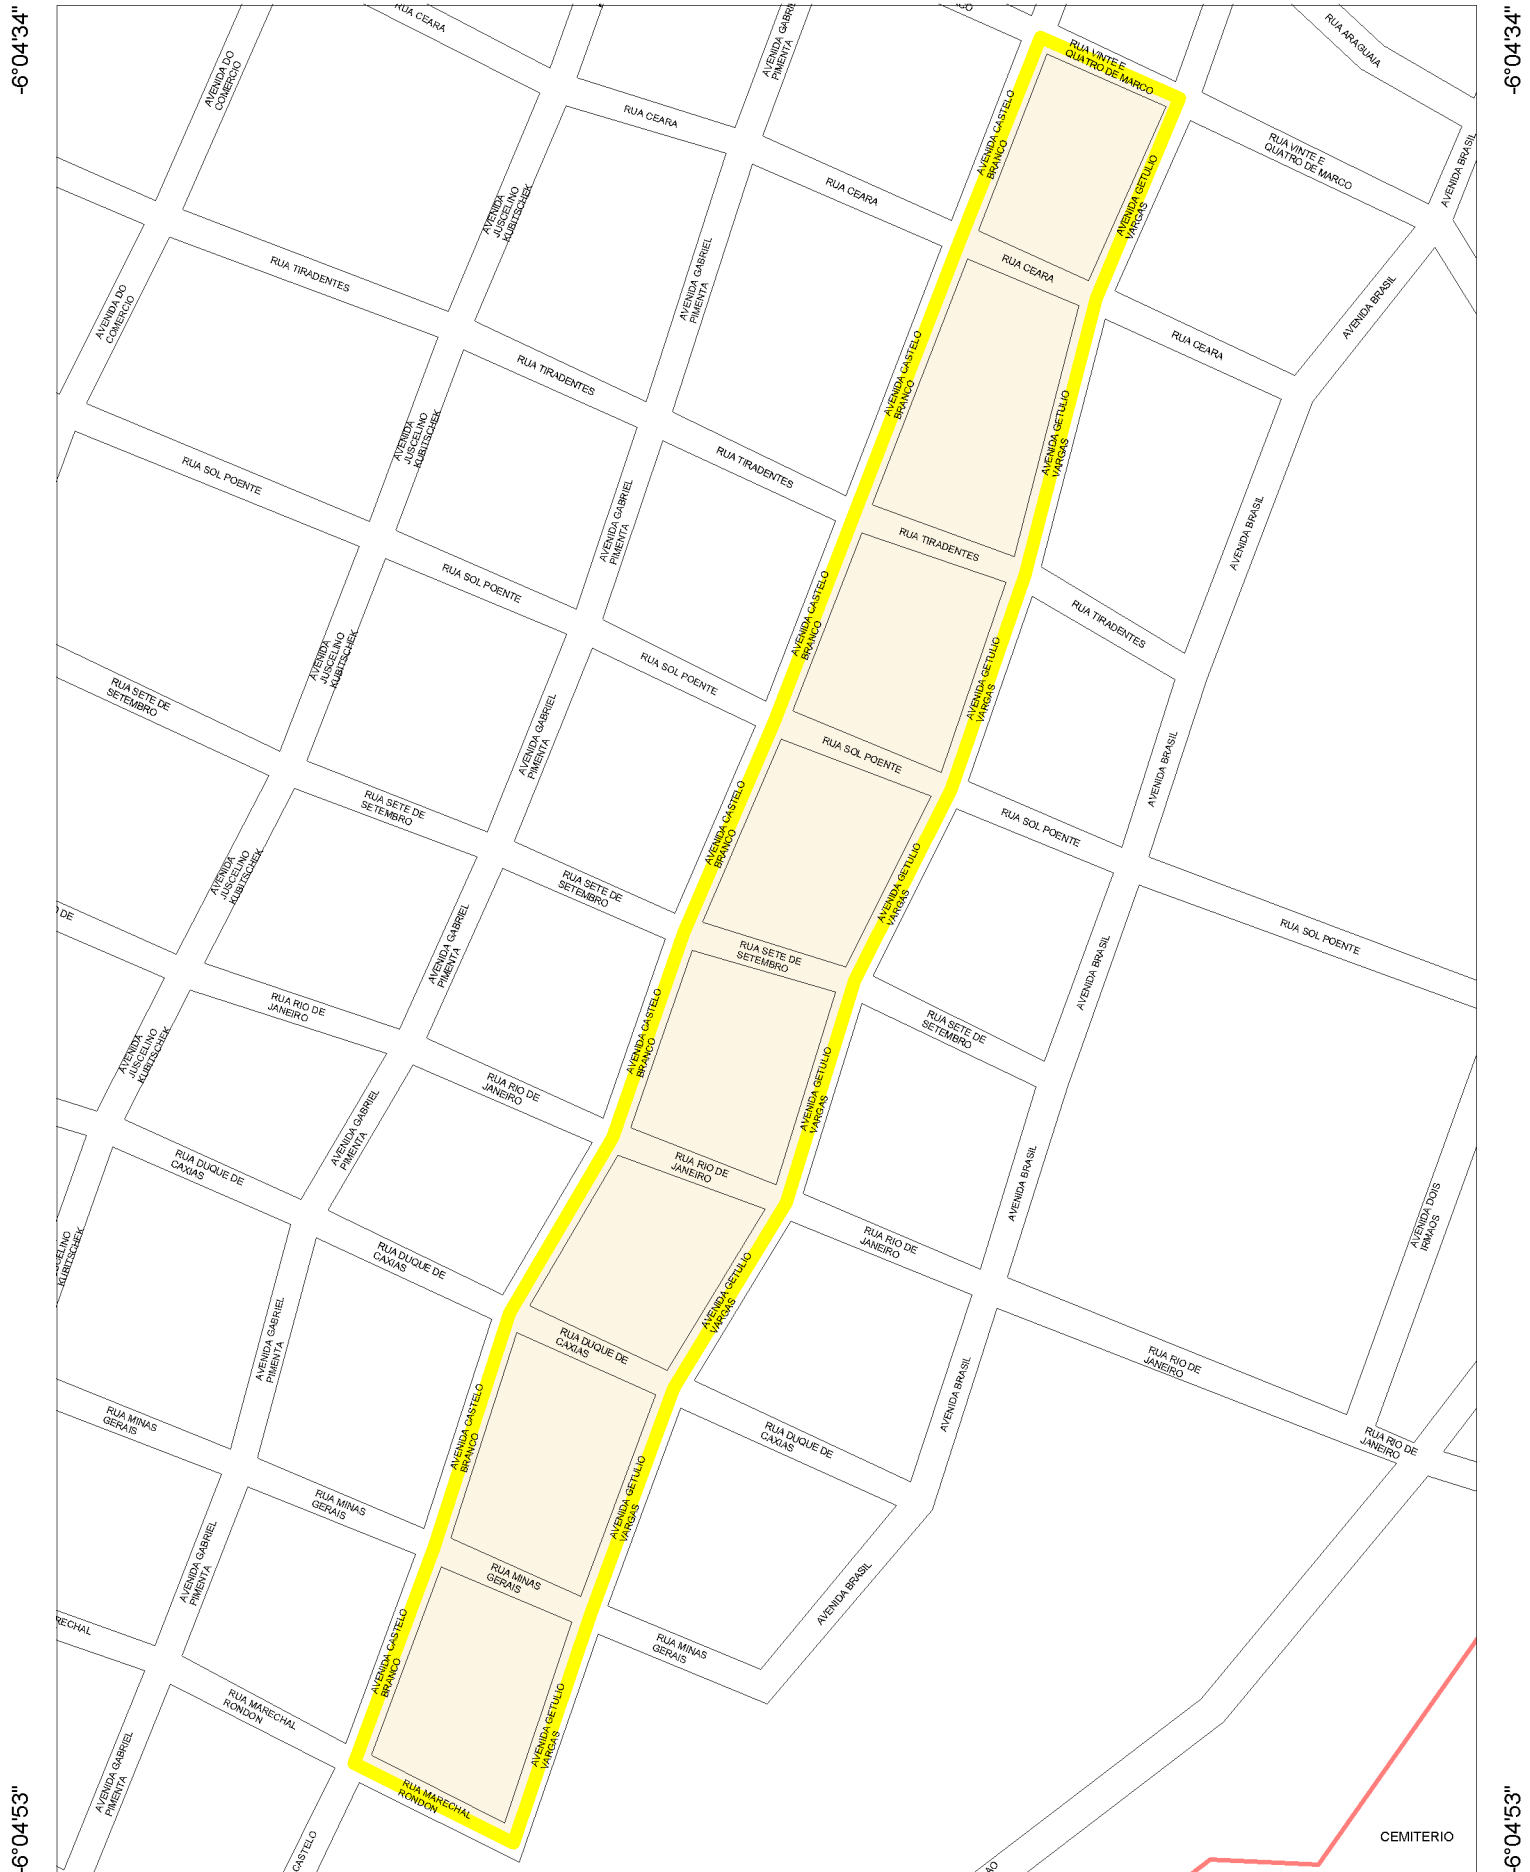 -6°04'34"
-6°04'34"
RUA CEARA
AVENIDA DO
COMERCIO
PIMENTA
RUA VINTE E
QUATRO DE MARCO
RUA ARAGUAIA
RUA CEARA
AVENIDA CASTELO
BRANCO
AVENIDA GETULIO
VARGAS
RUA VINTE E
QUATRO DE MARCO
AVENIDA BRASIL
AVENIDA
JUSCELINO
KUBITSCHEK
RUA CEARA
RUA TIRADENTES
AVENIDA GABRIEL
PIMENTA
RUA CEARA
AVENIDA DO
COMERCIO
AVENIDA BRASIL
RUA CEARA
RUA TIRADENTES
AVENIDA CASTELO
BRANCO
AVENIDA GETULIO
VARGAS
AVENIDA
JUSCELINO
KUBITSCHEK
RUA SOL POENTE
RUA TIRADENTES
AVENIDA GABRIEL
PIMENTA
RUA TIRADENTES
AVENIDA BRASIL
RUA SOL POENTE
AVENIDA CASTELO
BRANCO
RUA TIRADENTES
AVENIDA
JUSCELINO
KUBITSCHEK
RUA SOL POENTE
AVENIDA GETULIO
VARGAS
RUA SETE DE
SETEMBRO
AVENIDA GABRIEL
PIMENTA
RUA SOL POENTE
AVENIDA BRASIL
RUA SETE DE
SETEMBRO
AVENIDA CASTELO
BRANCO
RUA SOL POENTE
AVENIDA
JUSCELINO
KUBITSCHEK
RUA SETE DE
SETEMBRO
AVENIDA GETULIO
VARGAS
DE
AVENIDA GABRIEL
PIMENTA
RUA SETE DE
SETEMBRO
RUA SOL POENTE
AVENIDA BRASIL
RUA RIO DE
JANEIRO
AVENIDA CASTELO
BRANCO
RUA SETE DE
SETEMBRO
AVENIDA
JUSCELINO
KUBITSCHEK
RUA RIO DE
JANEIRO
AVENIDA GETULIO
VARGAS
AVENIDA GABRIEL
PIMENTA
RUA DUQUE DE
CAXIAS
RUA RIO DE
JANEIRO
AVENIDA BRASIL
AVENIDA DOIS
IRMAOS
KUBITSCHEK
RUA DUQUE DE
CAXIAS
RUA RIO DE
JANEIRO
AVENIDA GETULIO
VARGAS
AVENIDA GABRIEL
PIMENTA
RUA DUQUE DE
CAXIAS
RUA RIO DE
JANEIRO
AVENIDA BRASIL
RUA MINAS
GERAIS
AVENIDA CASTELO
BRANCO
RUA DUQUE DE
CAXIAS
RUA RIO DE
JANEIRO
RUA MINAS
GERAIS
AVENIDA GETULIO
VARGAS
AVENIDA GABRIEL
PIMENTA
RUA MINAS
GERAIS
AVENIDA BRASIL
RECHAL
AVENIDA CASTELO
BRANCO
RUA MINAS
GERAIS
RUA MARECHAL
RONDON
AVENIDA GETULIO
VARGAS
AVENIDA GABRIEL
PIMENTA
RUA MARECHAL
RONDON
CASTELO
CEMITERIO
-6°04'53"
-6°04'53"